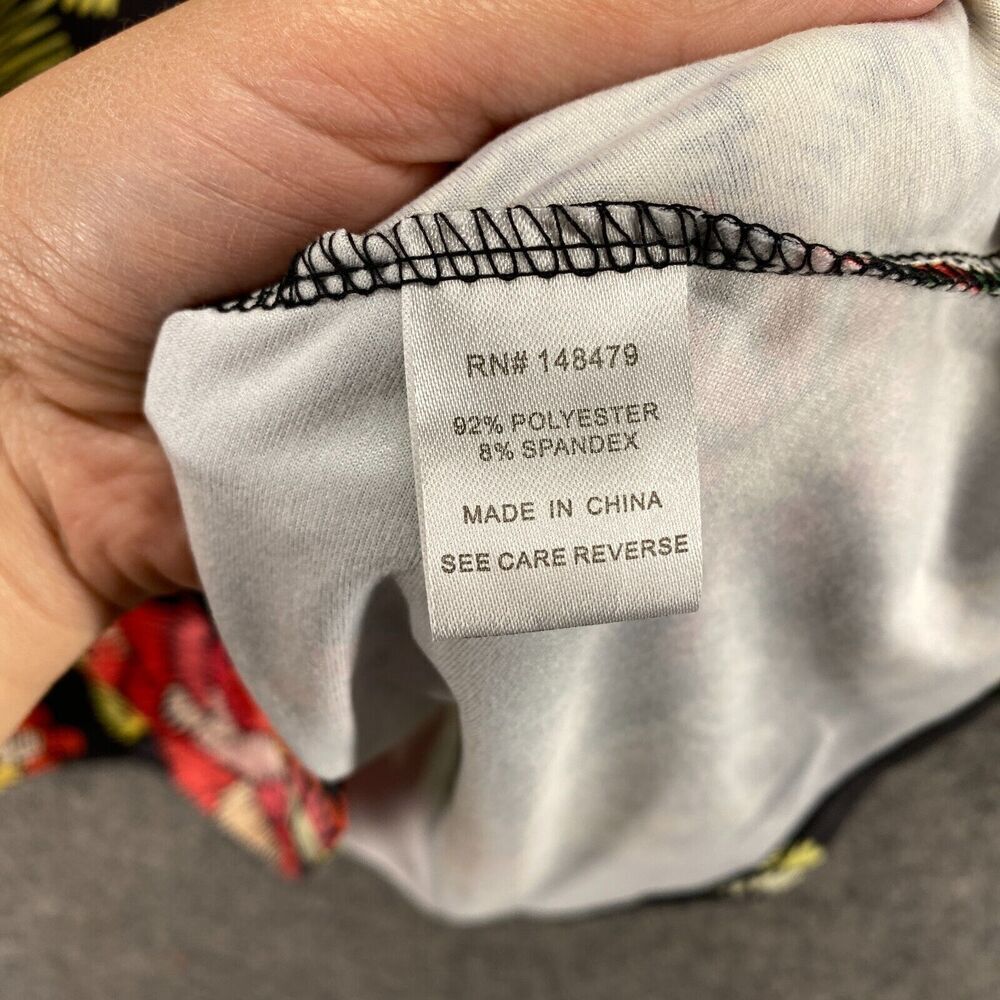 RN# 148479
92% POLYESTER
8% SPANDEX
MADE IN CHINA
SEE CARE REVERSE